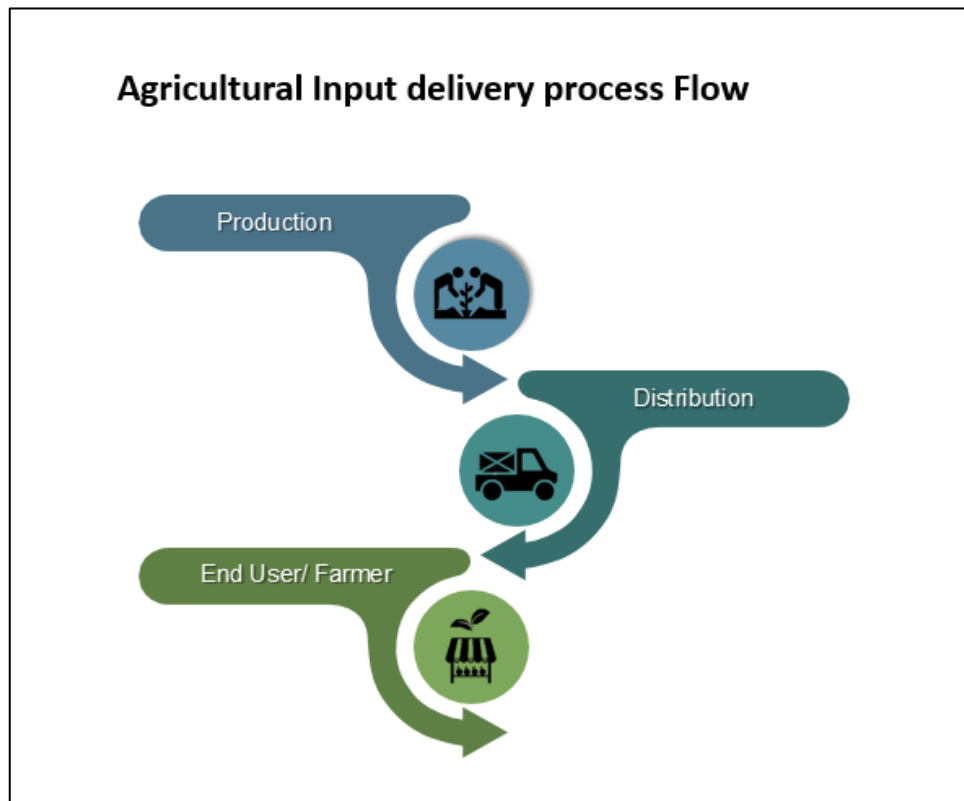 Agricultural Input delivery process Flow
Production
Distribution
End User/ Farmer